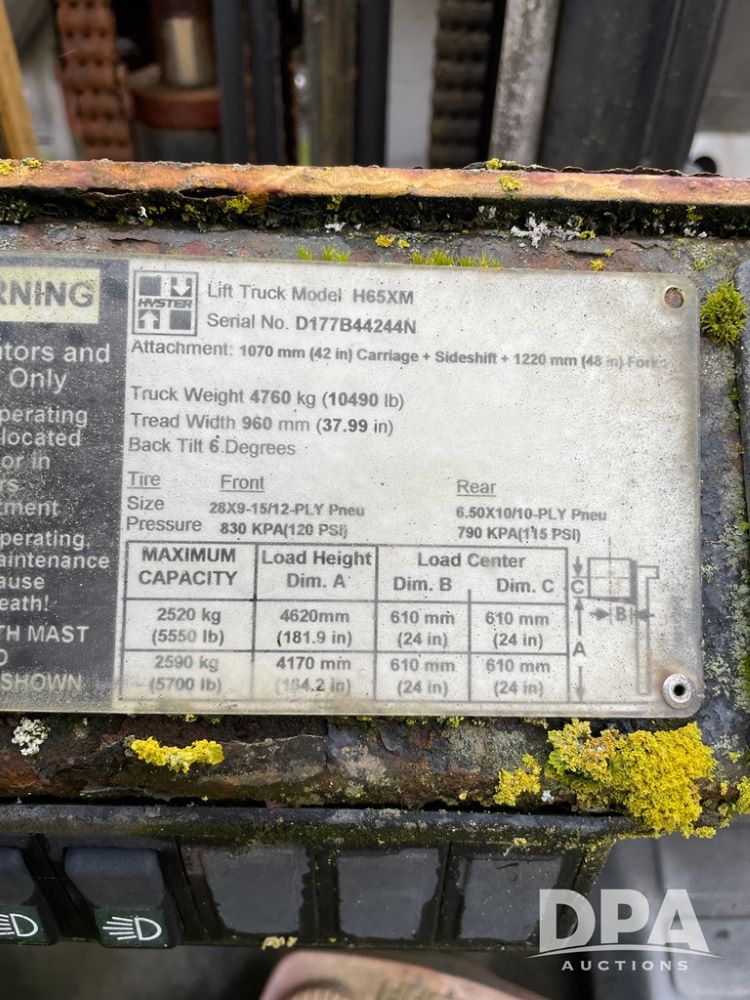 RNING
itors and
Only
perating
located
or in
rs
tment
perating,
aintenance
ause
eath!
TH MAST
D
SHOWN
HYSTER
Lift Truck Model H65XM
Serial No. D177B44244N
Attachment: 1070 mm (42 in) Carriage + Sideshift + 1220 mm (48 in) Forks
Truck Weight 4760 kg (10490 lb)
Tread Width 960 mm (37.99 in)
Back Tilt 6 Degrees
Tire Front Rear
Size 28X9-15/12-PLY Pneu 6.50X10/10-PLY Pneu
Pressure 830 KPA(120 PSI) 790 KPA(115 PSI)
MAXIMUM CAPACITY Load Height Dim. A Load Center Dim. B Dim. C
2520 kg 4620mm 610 mm 610 mm
(5550 lb) (181.9 in) (24 in) (24 in)
2590 kg 4170 mm 610 mm 610 mm
(5700 lb) (164.2 in) (24 in) (24 in)
C
B
A
DPA
AUCTIONS